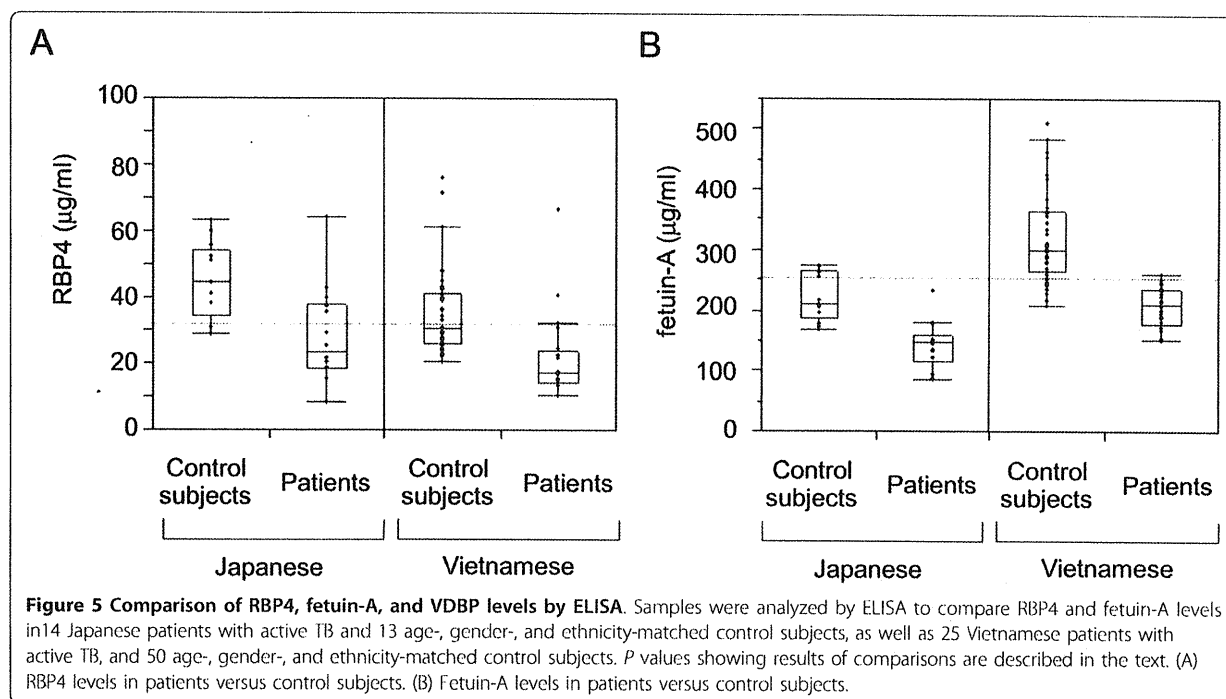 A
B
100
80
60
40
20
0
RBP4 (µg/ml)
500
400
300
200
100
0
fetuin-A (µg/ml)
Control subjects
Patients
Control subjects
Patients
Control subjects
Patients
Control subjects
Patients
Japanese
Vietnamese
Japanese
Vietnamese
Figure 5 Comparison of RBP4, fetuin-A, and VDBP levels by ELISA. Samples were analyzed by ELISA to compare RBP4 and fetuin-A levels
in14 Japanese patients with active TB and 13 age-, gender-, and ethnicity-matched control subjects, as well as 25 Vietnamese patients with
active TB, and 50 age-, gender-, and ethnicity-matched control subjects. P values showing results of comparisons are described in the text. (A)
RBP4 levels in patients versus control subjects. (B) Fetuin-A levels in patients versus control subjects.